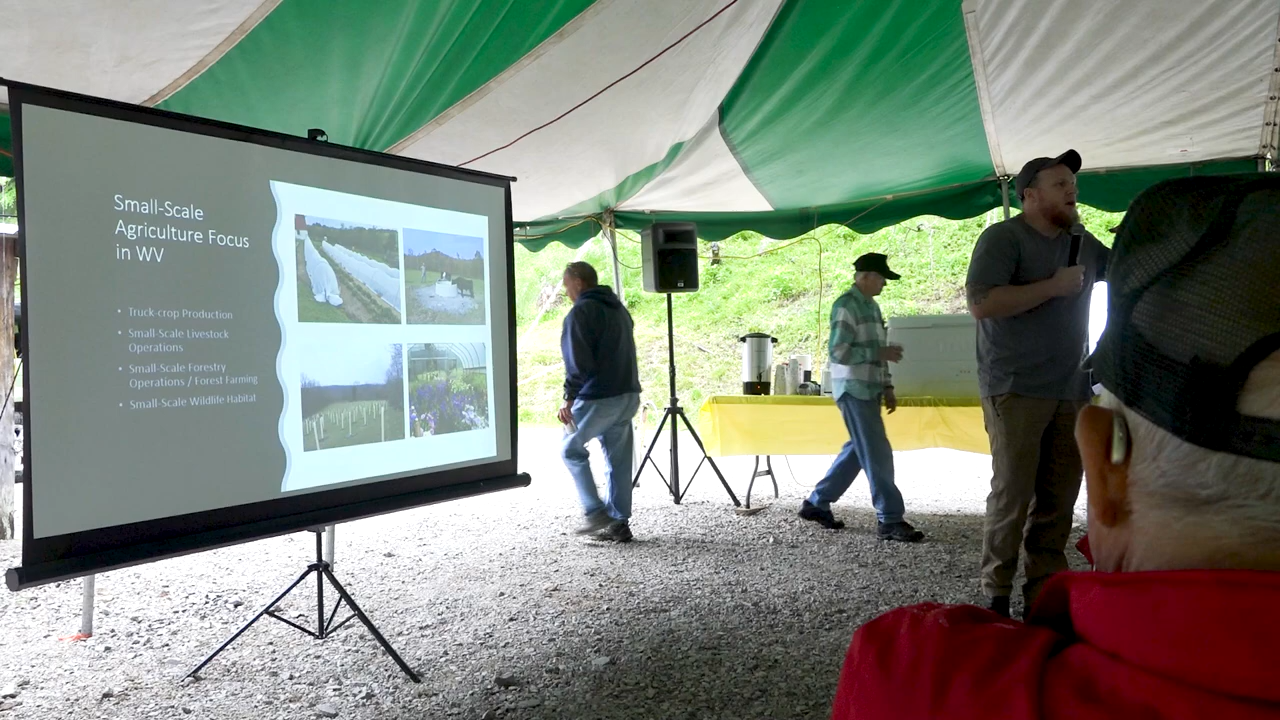 Small-Scale
Agriculture Focus
in WV
• Truck-crop Production
• Small-Scale Livestock
Operations
• Small-Scale Forestry
Operations / Forest Farming
• Small-Scale Wildlife Habitat